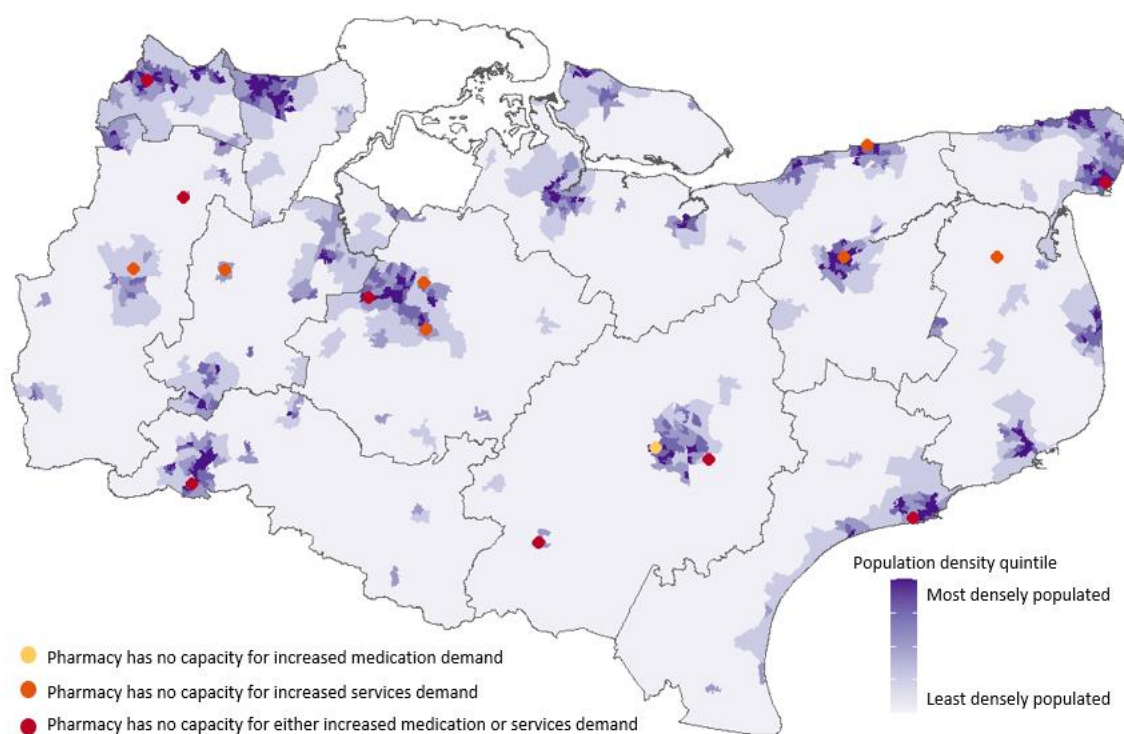 Population density quintile
Most densely populated
Least densely populated
Pharmacy has no capacity for increased medication demand
Pharmacy has no capacity for increased services demand
Pharmacy has no capacity for either increased medication or services demand